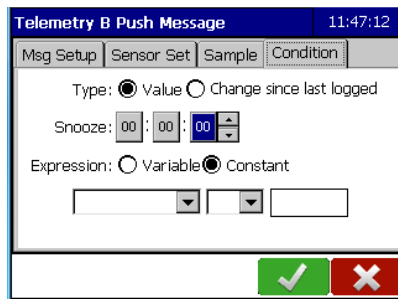 Telemetry B Push Message 11:47:12
Msg Setup Sensor Set Sample Condition
Type: Value Change since last logged
Snooze: 00 : 00 : 00
Expression: Variable Constant